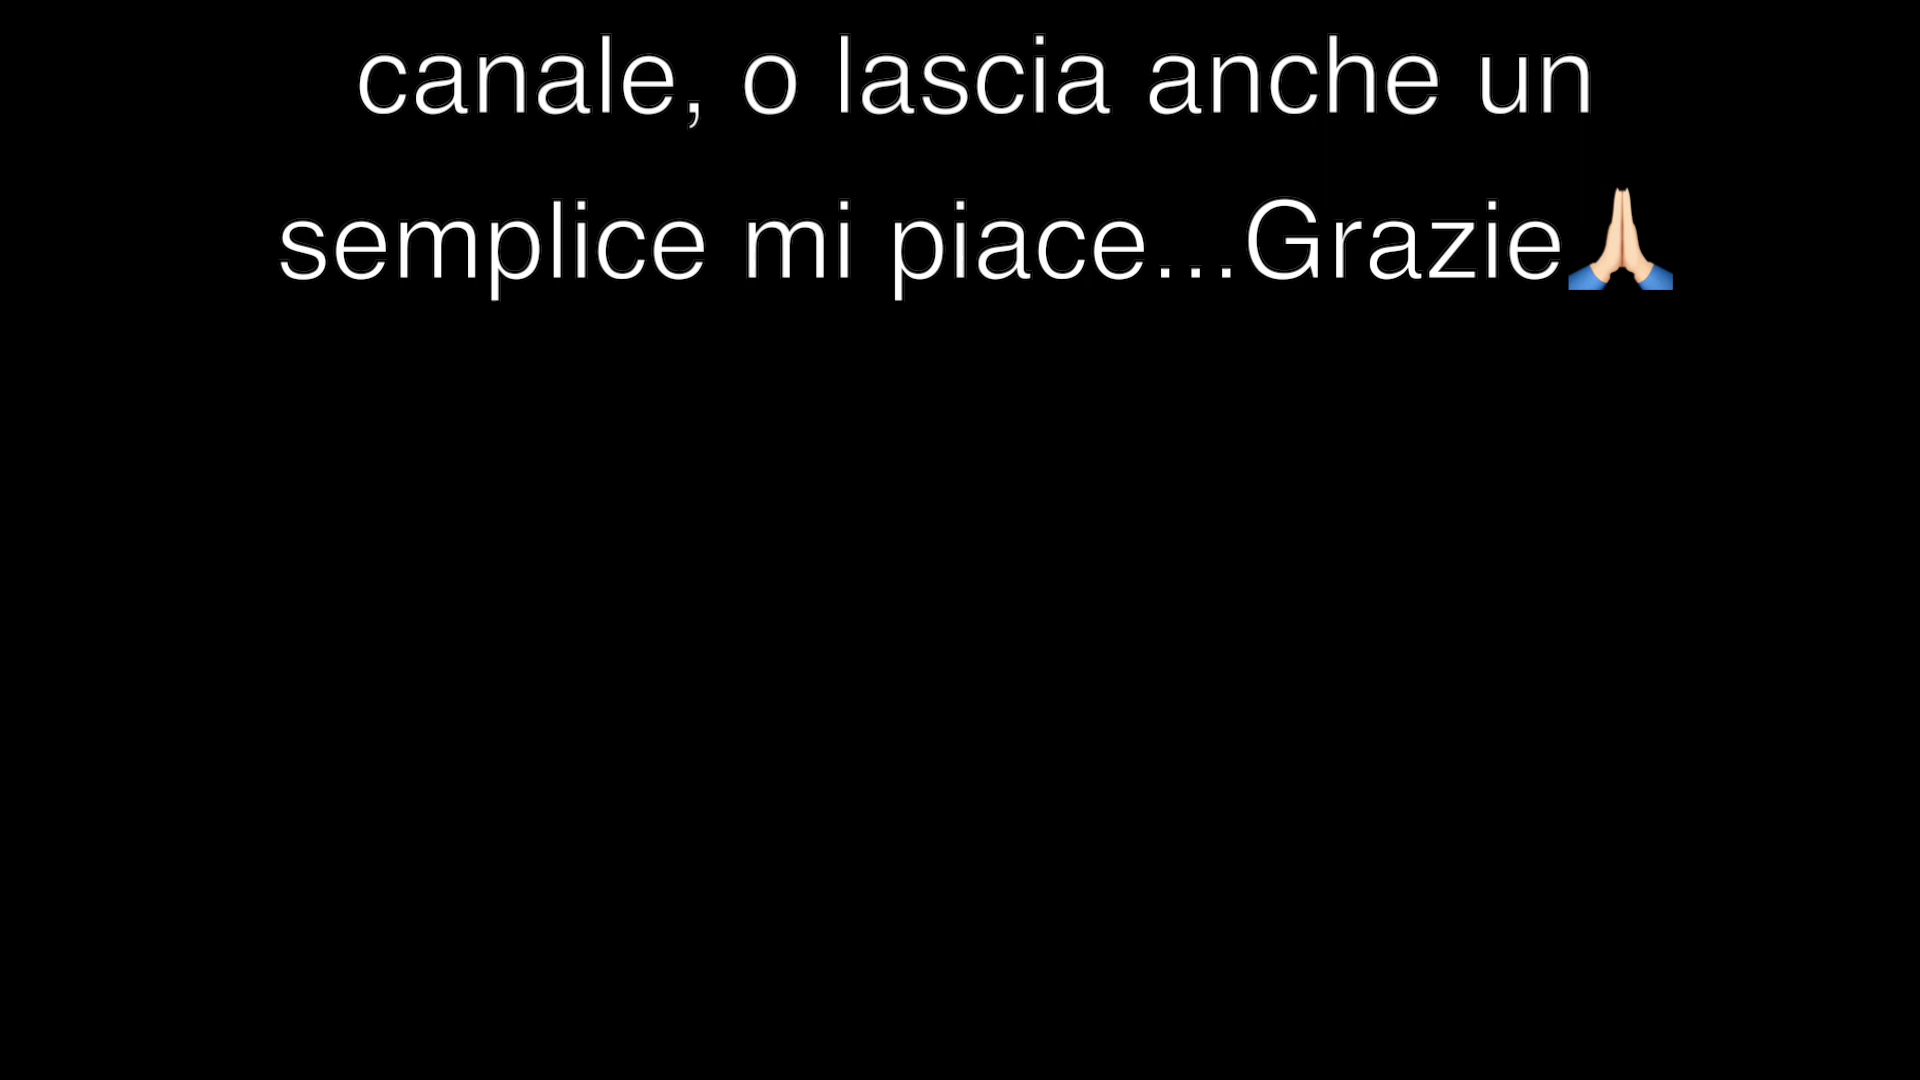 canale, o lascia anche un
semplice mi piace...Grazie🙏🏻